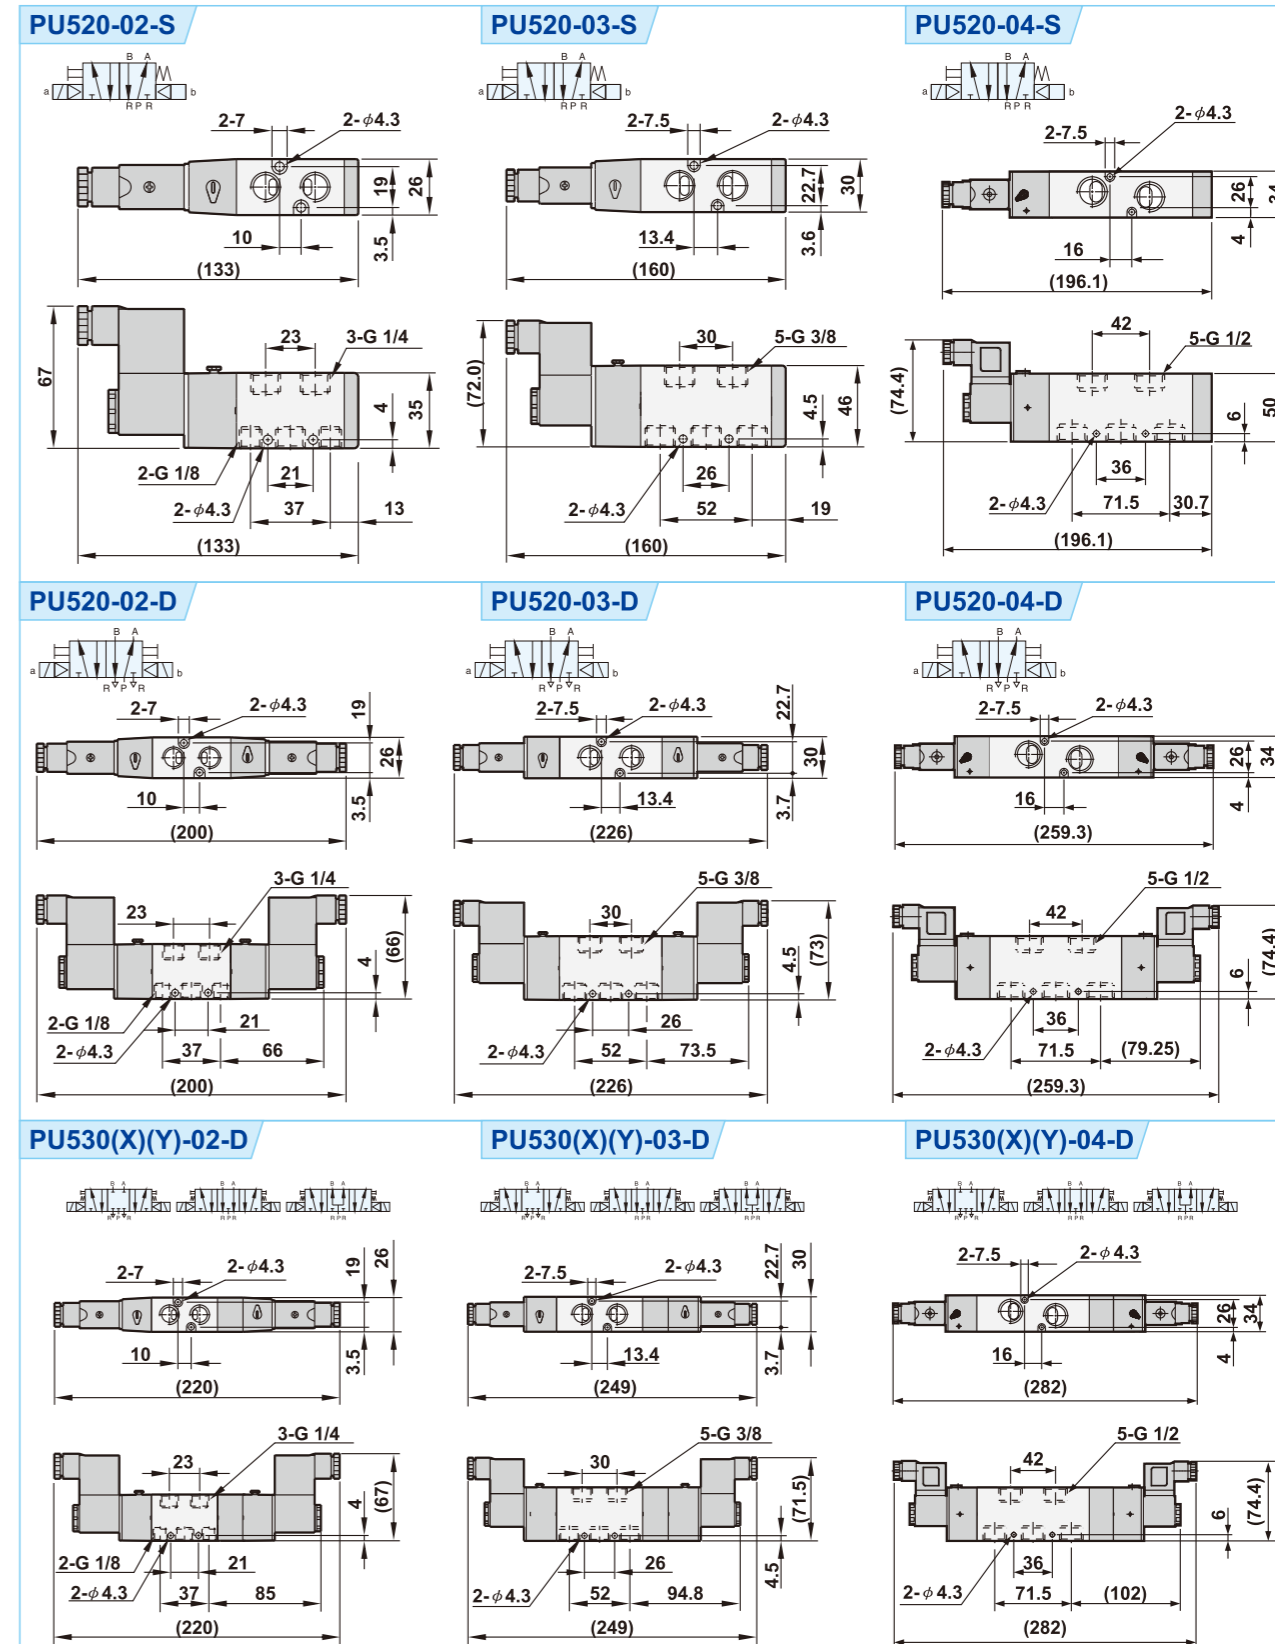 PU520-02-S
PU520-03-S
PU520-04-S
B A
a
b
R P R
B A
a
b
R P R
B A
a
b
R P R
2-7
2-φ4.3
19
26
10
3.5
(133)
2-7.5
2-φ4.3
22.7
30
13.4
3.6
(160)
2-7.5
2-φ4.3
26
34
16
4
(196.1)
67
23
3-G 1/4
4
35
2-G 1/8
21
2-φ4.3
37
13
(133)
(72.0)
30
5-G 3/8
4.5
46
26
2-φ4.3
52
19
(160)
(74.4)
42
5-G 1/2
6
50
36
2-φ4.3
71.5
30.7
(196.1)
PU520-02-D
PU520-03-D
PU520-04-D
B A
a
b
R P R
B A
a
b
R P R
B A
a
b
R P R
2-7
2-φ4.3
19
26
10
3.5
(200)
2-7.5
2-φ4.3
22.7
30
13.4
3.7
(226)
2-7.5
2-φ4.3
26
34
16
4
(259.3)
3-G 1/4
23
4
(66)
2-G 1/8
21
2-φ4.3
37
66
(200)
5-G 3/8
30
4.5
(73)
26
2-φ4.3
52
73.5
(226)
5-G 1/2
42
6
(74.4)
36
2-φ4.3
71.5
(79.25)
(259.3)
PU530(X)(Y)-02-D
PU530(X)(Y)-03-D
PU530(X)(Y)-04-D
B A
R P R
B A
R P R
B A
R P R
B A
R P R
B A
R P R
B A
R P R
B A
R P R
B A
R P R
B A
R P R
2-7
2-φ4.3
19
26
10
3.5
(220)
2-7.5
2-φ4.3
22.7
30
13.4
3.7
(249)
2-7.5
2-φ4.3
26
34
16
4
(282)
3-G 1/4
23
4
(67)
2-G 1/8
21
2-φ4.3
37
85
(220)
5-G 3/8
30
(71.5)
4.5
26
2-φ4.3
52
94.8
(249)
5-G 1/2
42
6
(74.4)
36
2-φ4.3
71.5
(102)
(282)